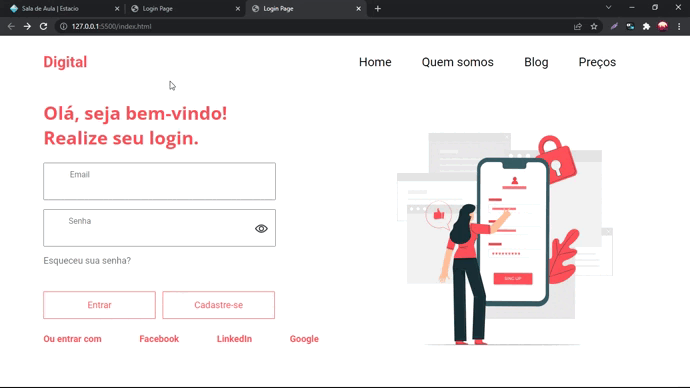 Sala de Aula | Estacio
Login Page
Login Page
127.0.0.1:5500/index.html
Digital
Home
Quem somos
Blog
Preços
Olá, seja bem-vindo!
Realize seu login.
Email
Senha
Esqueceu sua senha?
Entrar
Cadastre-se
Ou entrar com
Facebook
LinkedIn
Google